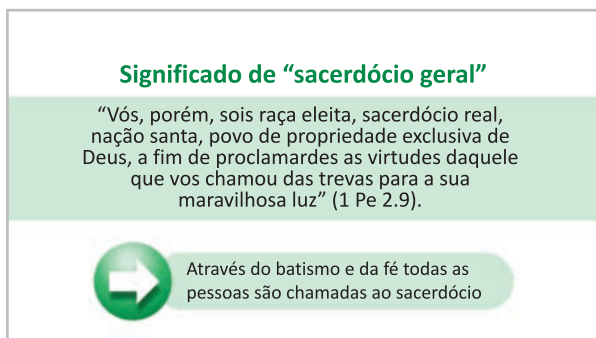 Significado de “sacerdócio geral”
“Vós, porém, sois raça eleita, sacerdócio real,
nação santa, povo de propriedade exclusiva de
Deus, a fim de proclamardes as virtudes daquele
que vos chamou das trevas para a sua
maravilhosa luz” (1 Pe 2.9).
Através do batismo e da fé todas as
pessoas são chamadas ao sacerdócio